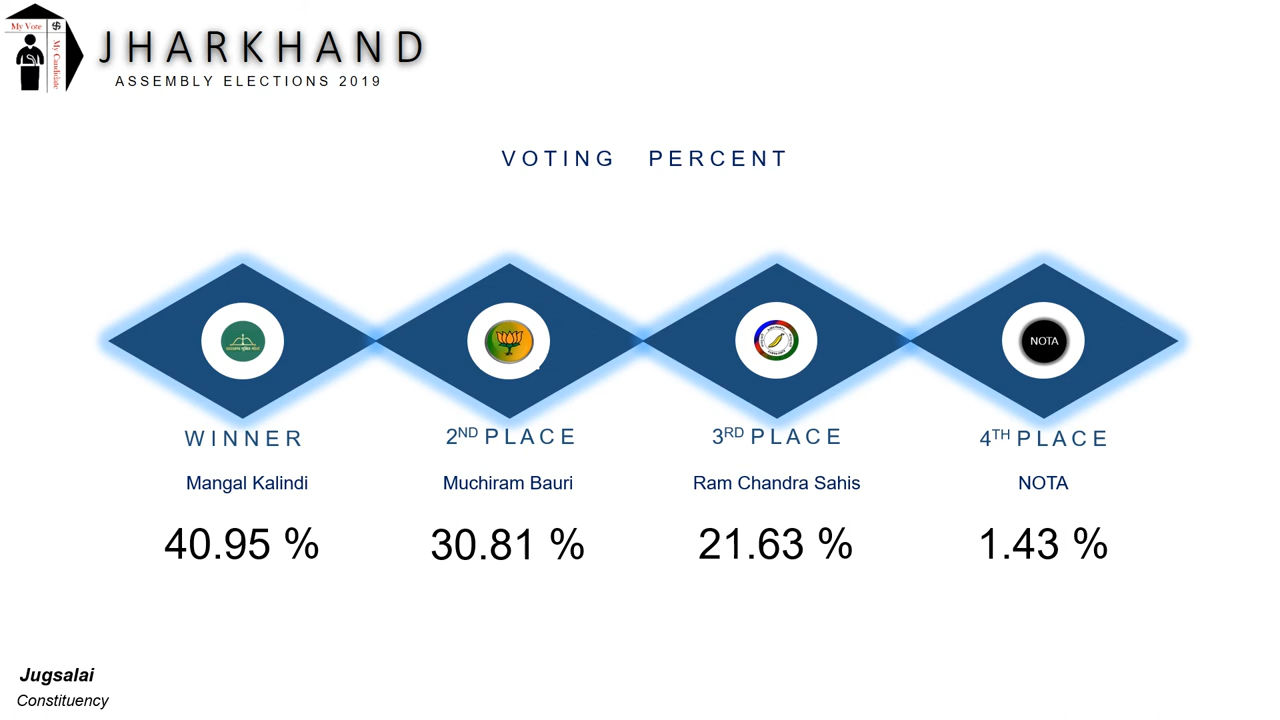 My Vote
My Candidate
JHARKHAND
ASSEMBLY ELECTIONS 2019
VOTING PERCENT
NOTA
WINNER
2ND PLACE
3RD PLACE
4TH PLACE
Mangal Kalindi
Muchiram Bauri
Ram Chandra Sahis
NOTA
40.95 %
30.81 %
21.63 %
1.43 %
Jugsalai
Constituency